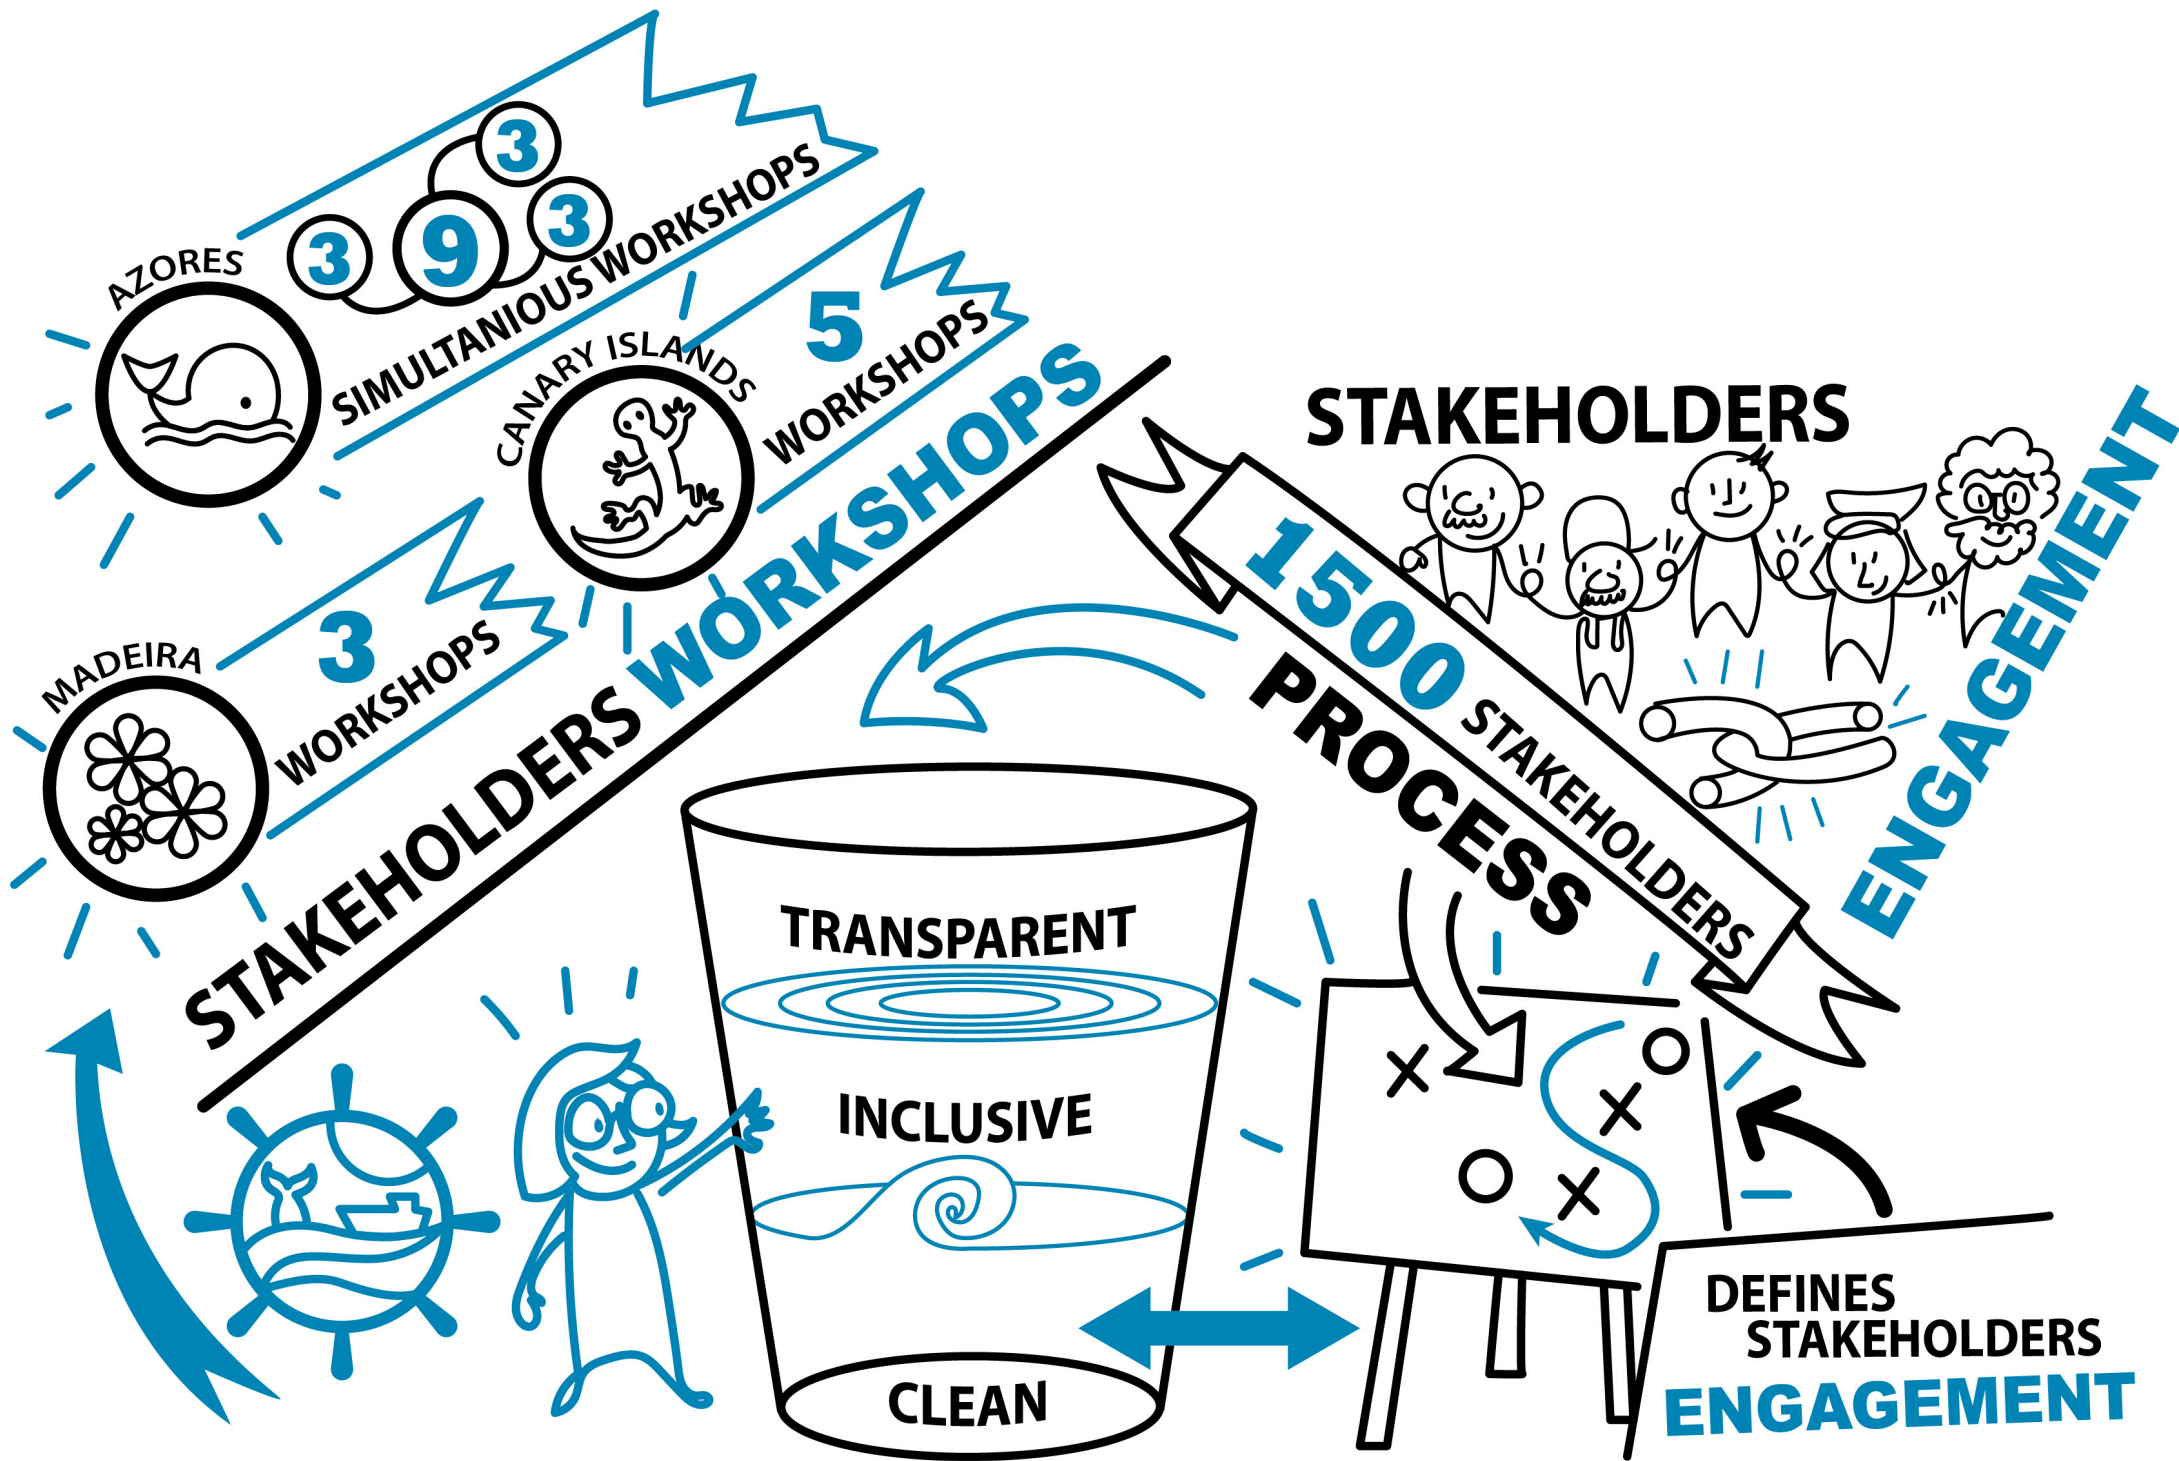 AZORES
3
9
3
3
SIMULTANIOUS WORKSHOPS
CANARY ISLANDS
5
WORKSHOPS
MADEIRA
3
WORKSHOPS
STAKEHOLDERS WORKSHOPS
STAKEHOLDERS
ENGAGEMENT
1500 STAKEHOLDERS
PROCESS
TRANSPARENT
INCLUSIVE
CLEAN
DEFINES
STAKEHOLDERS
ENGAGEMENT